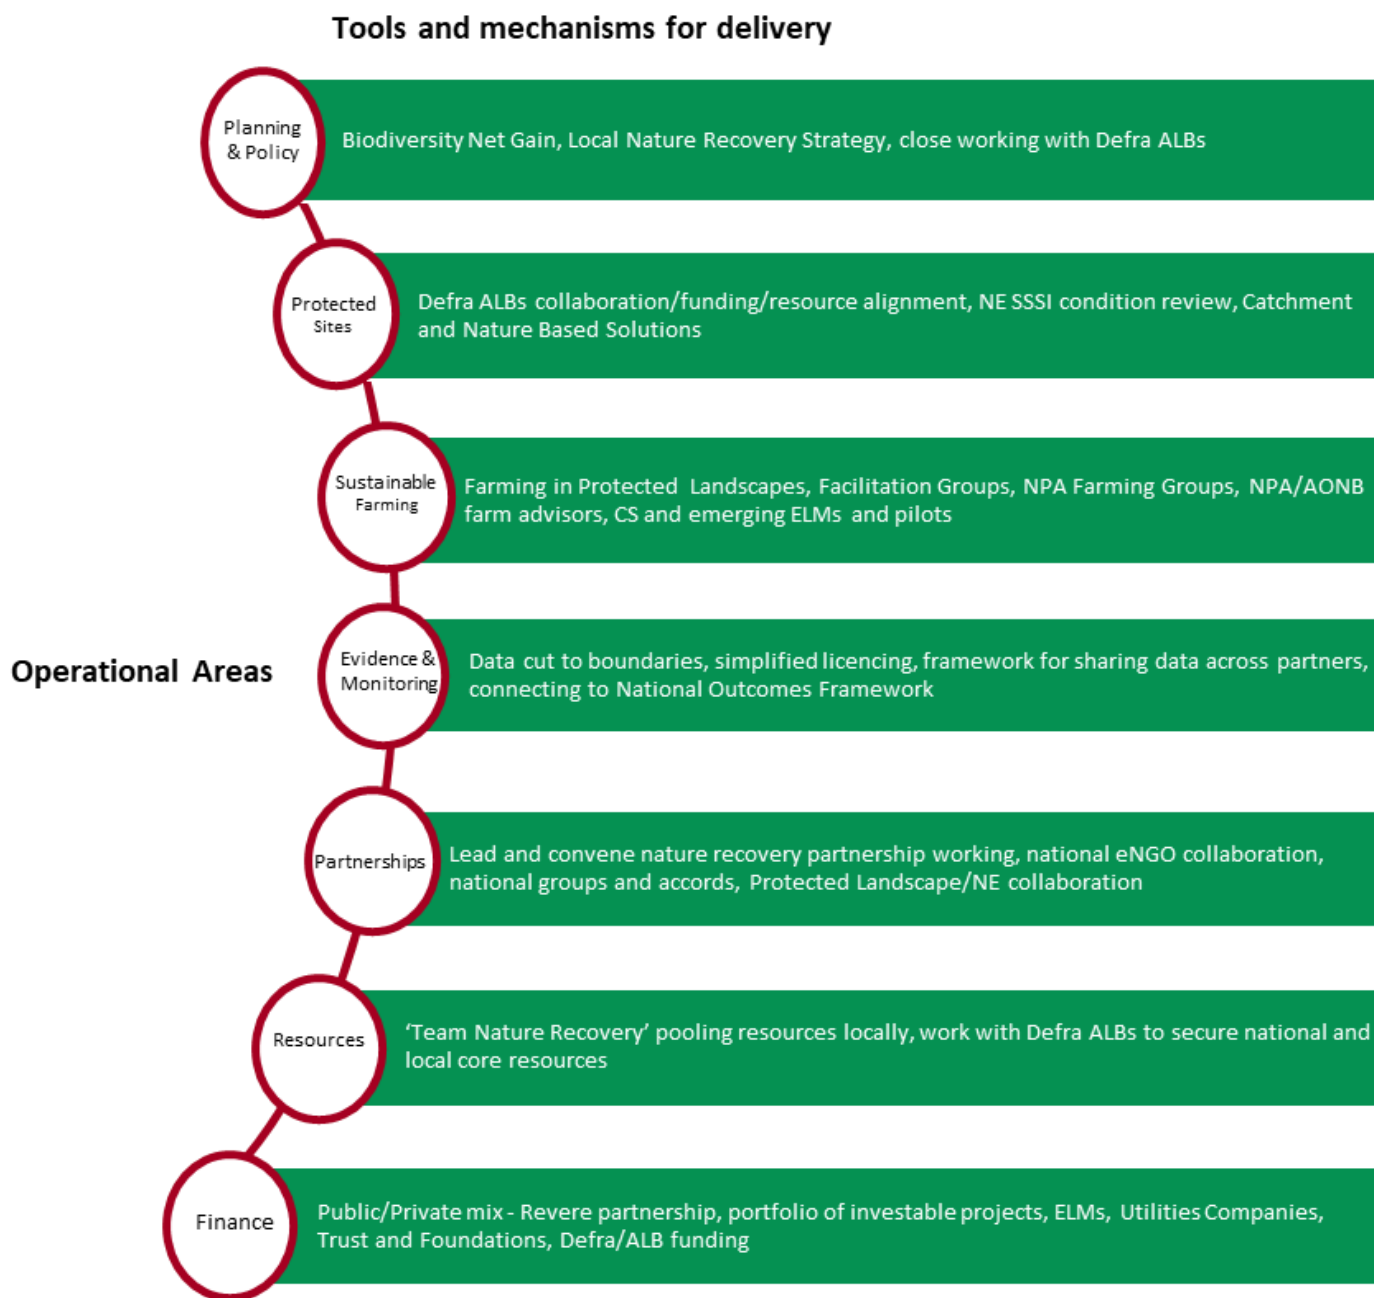 Tools and mechanisms for delivery
Planning
& Policy
Biodiversity Net Gain, Local Nature Recovery Strategy, close working with Defra ALBs
Protected
Sites
Defra ALBs collaboration/funding/resource alignment, NE SSSI condition review, Catchment
and Nature Based Solutions
Sustainable
Farming
Farming in Protected Landscapes, Facilitation Groups, NPA Farming Groups, NPA/AONB
farm advisors, CS and emerging ELMs and pilots
Operational Areas
Evidence &
Monitoring
Data cut to boundaries, simplified licencing, framework for sharing data across partners,
connecting to National Outcomes Framework
Partnerships
Lead and convene nature recovery partnership working, national eNGO collaboration,
national groups and accords, Protected Landscape/NE collaboration
Resources
‘Team Nature Recovery’ pooling resources locally, work with Defra ALBs to secure national and
local core resources
Finance
Public/Private mix - Revere partnership, portfolio of investable projects, ELMs, Utilities Companies,
Trust and Foundations, Defra/ALB funding